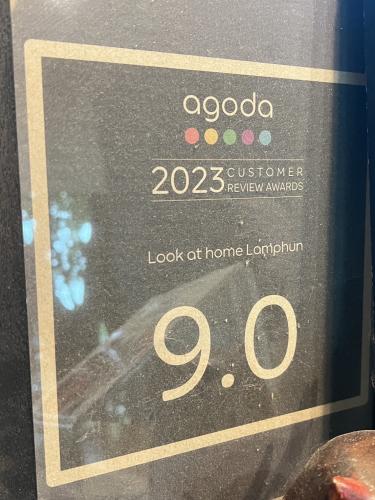 agoda
2023 CUSTOMER
REVIEW AWARDS
Look at home Lamphun
9.0